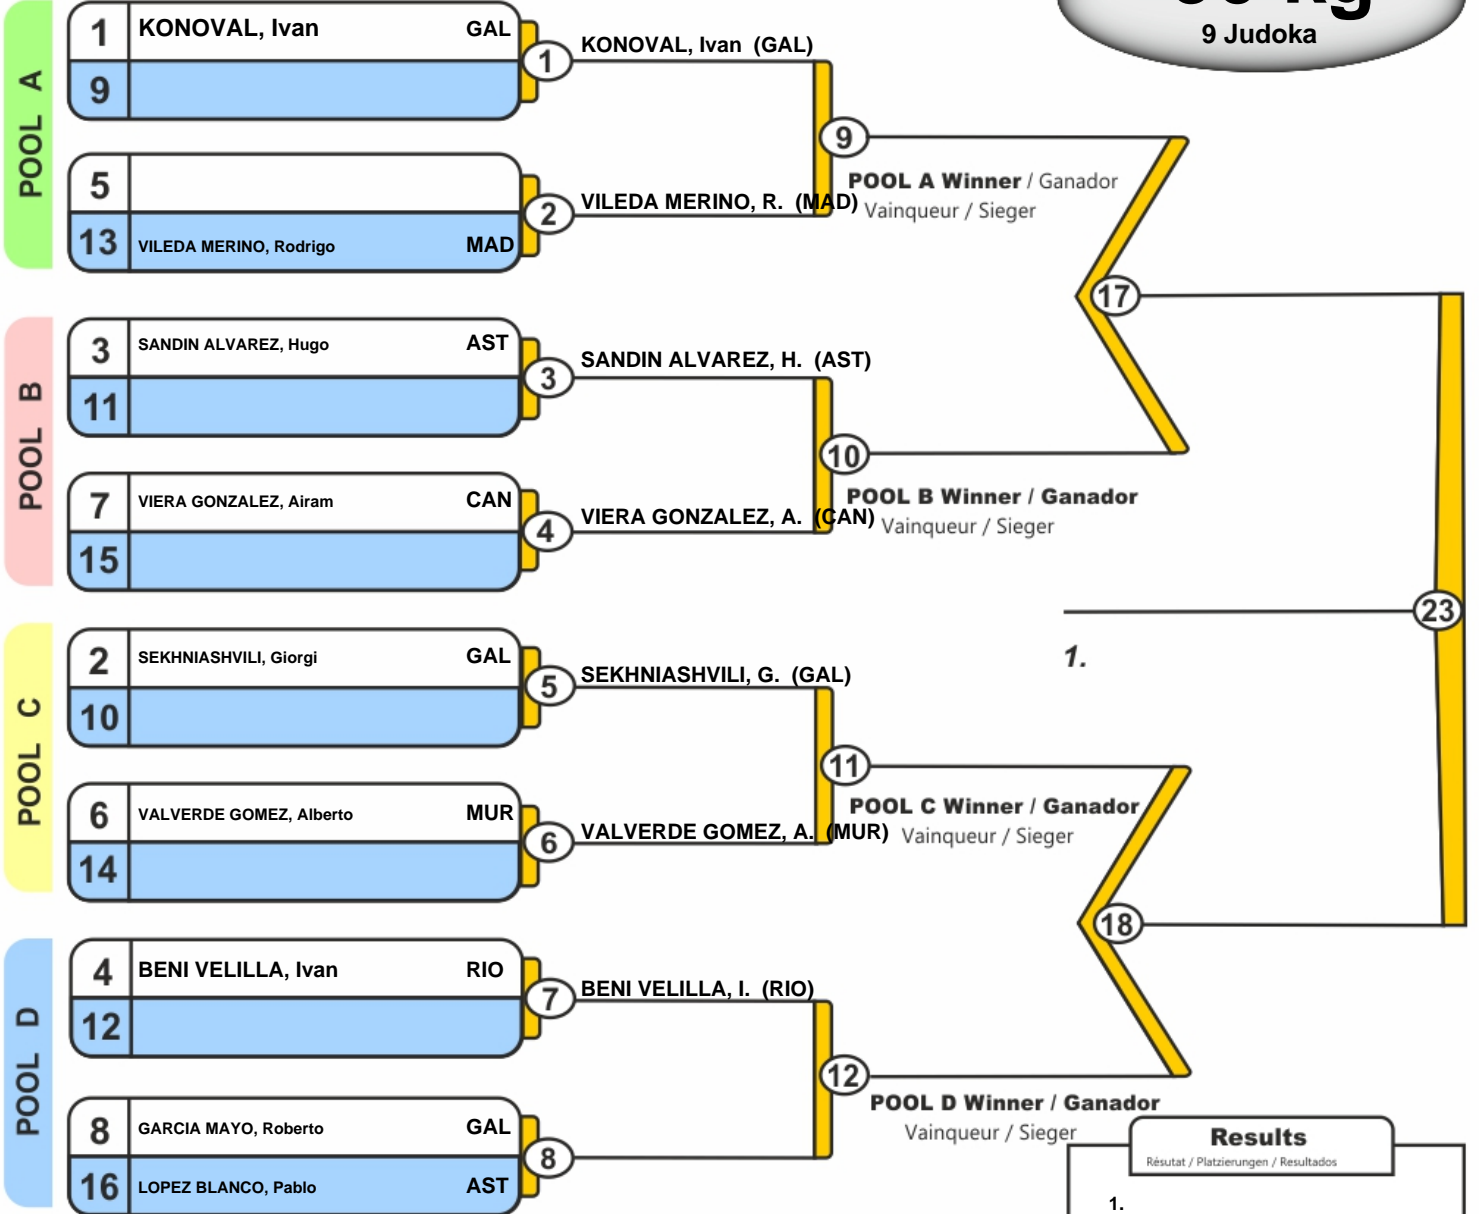 9 Judoka
POOL A
1 KONOVAL, Ivan GAL
9
1
KONOVAL, Ivan (GAL)
5
13 VILEDA MERINO, Rodrigo MAD
2
VILEDA MERINO, R. (MAD)
9
POOL A Winner / Ganador
Vainqueur / Sieger
POOL B
3 SANDIN ALVAREZ, Hugo AST
11
3
SANDIN ALVAREZ, H. (AST)
7 VIERA GONZALEZ, Airam CAN
15
4
VIERA GONZALEZ, A. (CAN)
10
POOL B Winner / Ganador
Vainqueur / Sieger
17
POOL C
2 SEKHNIASHVILI, Giorgi GAL
10
5
SEKHNIASHVILI, G. (GAL)
6 VALVERDE GOMEZ, Alberto MUR
14
6
VALVERDE GOMEZ, A. (MUR)
11
POOL C Winner / Ganador
Vainqueur / Sieger
POOL D
4 BENI VELILLA, Ivan RIO
12
7
BENI VELILLA, I. (RIO)
8 GARCIA MAYO, Roberto GAL
16 LOPEZ BLANCO, Pablo AST
8
12
POOL D Winner / Ganador
Vainqueur / Sieger
18
23
1.
Results
Résutat / Platzierungen / Resultados
1.